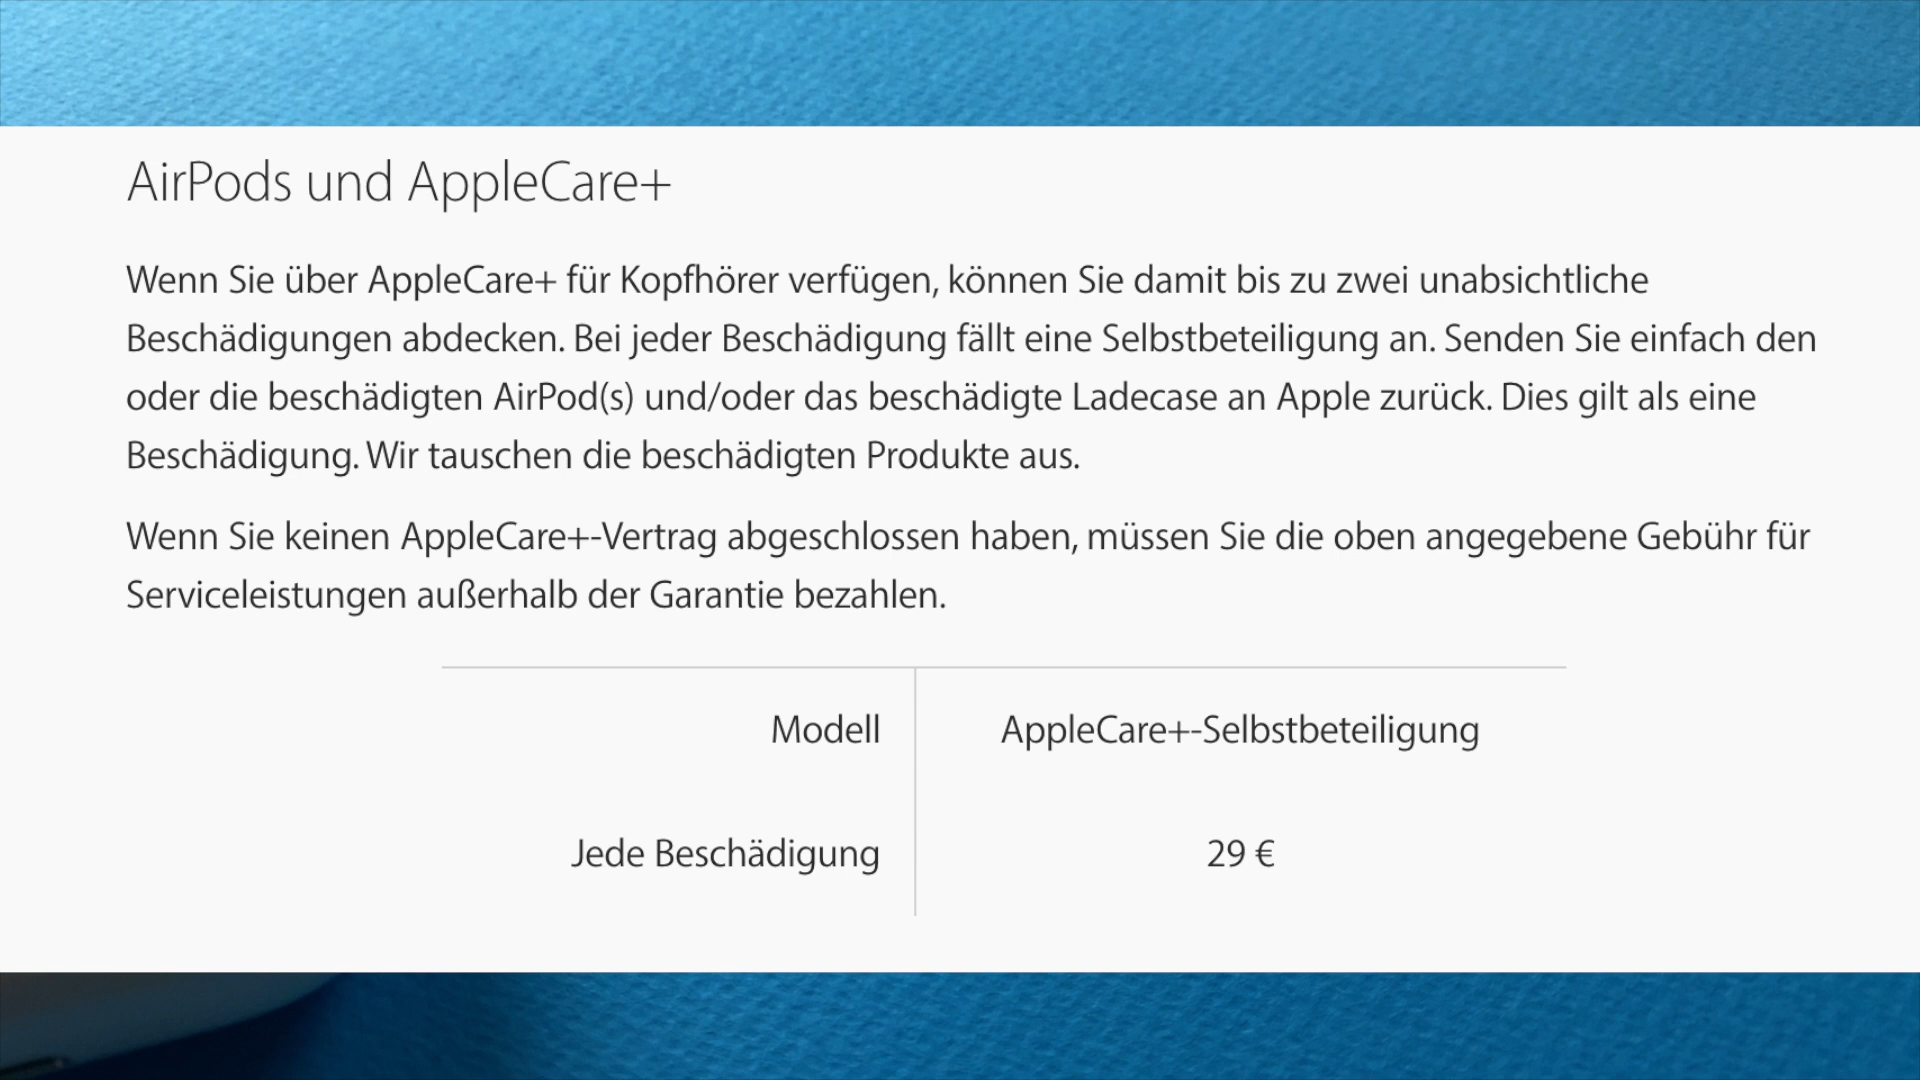 AirPods und AppleCare+
Wenn Sie über AppleCare+ für Kopfhörer verfügen, können Sie damit bis zu zwei unabsichtliche
Beschädigungen abdecken. Bei jeder Beschädigung fällt eine Selbstbeteiligung an. Senden Sie einfach den
oder die beschädigten AirPod(s) und/oder das beschädigte Ladecase an Apple zurück. Dies gilt als eine
Beschädigung. Wir tauschen die beschädigten Produkte aus.
Wenn Sie keinen AppleCare+-Vertrag abgeschlossen haben, müssen Sie die oben angegebene Gebühr für
Serviceleistungen außerhalb der Garantie bezahlen.
Modell AppleCare+-Selbstbeteiligung
Jede Beschädigung 29 €